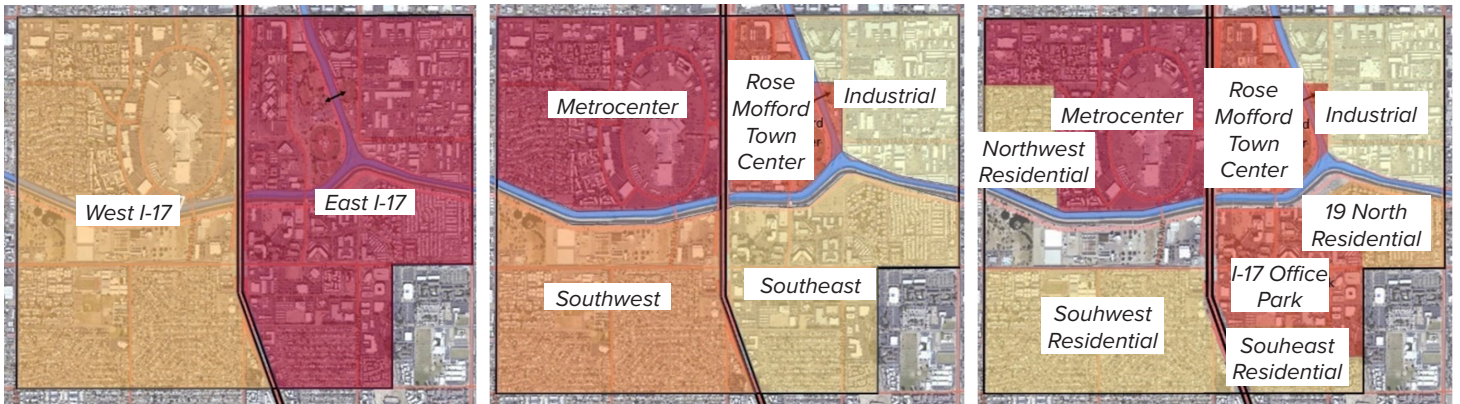 West I-17
East I-17
Metrocenter
Rose
Mofford
Town
Center
Industrial
Southwest
Southeast
Metrocenter
Rose
Mofford
Town
Center
Industrial
Northwest
Residential
19 North
Residential
I-17 Office
Park
Souhwest
Residential
Souheast
Residential